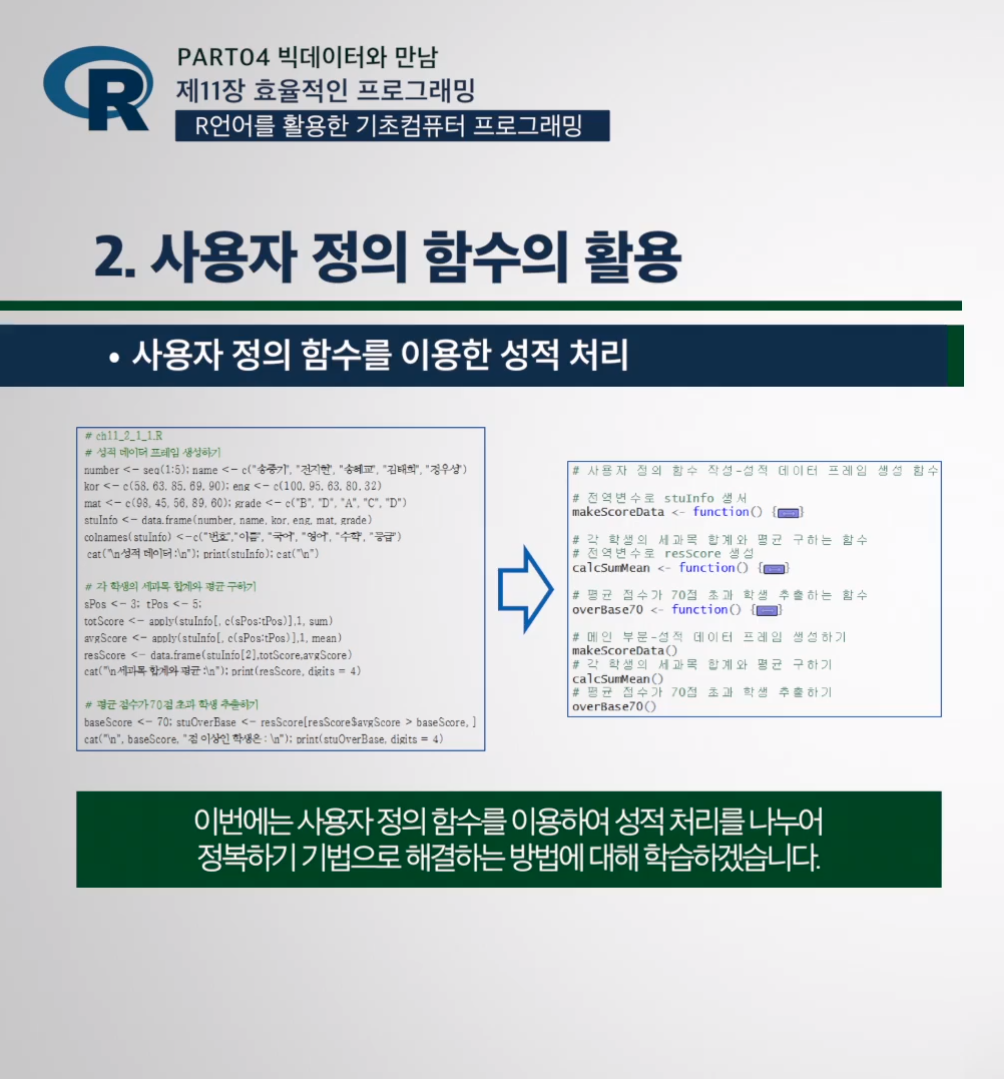 R
PART04 빅데이터와 만남
제11장 효율적인 프로그래밍
R언어를 활용한 기초컴퓨터 프로그래밍
2. 사용자 정의 함수의 활용
• 사용자 정의 함수를 이용한 성적 처리
# ch11_2_1_1.R
# 성적 데이터 프레임 생성하기
number <- seq(1:5); name <- c("송중기", "전지현", "송혜교", "김태희", "정우성")
kor <- c(58, 63, 85, 69, 90); eng <- c(100, 95, 63, 80, 32)
mat <- c(98, 45, 56, 89, 60); grade <- c("B", "D", "A", "C", "D")
stuInfo <- data.frame(number, name, kor, eng, mat, grade)
colnames(stuInfo) <-c("번호","이름", "국어", "영어", "수학", "등급")
cat("\n성적 데이터 :\n"); print(stuInfo); cat("\n")
# 각 학생의 세과목 합계와 평균 구하기
sPos <- 3; tPos <- 5;
totScore <- apply(stuInfo[, c(sPos:tPos)],1, sum)
avgScore <- apply(stuInfo[, c(sPos:tPos)],1, mean)
resScore <- data.frame(stuInfo[2],totScore,avgScore)
cat("\n세과목 합계와 평균 :\n"); print(resScore, digits = 4)
# 평균 점수가 70점 초과 학생 추출하기
baseScore <- 70; stuOverBase <- resScore[resScore$avgScore > baseScore, ]
cat("\n", baseScore, "점 이상인 학생은 : \n"); print(stuOverBase, digits = 4)
# 사용자 정의 함수 작성-성적 데이터 프레임 생성 함수
# 전역변수로 stuInfo 생서
makeScoreData <- function() {...}
# 각 학생의 세과목 합계와 평균 구하는 함수
# 전역변수로 resScore 생성
calcSumMean <- function() {...}
# 평균 점수가 70점 초과 학생 추출하는 함수
overBase70 <- function() {...}
# 메인 부문-성적 데이터 프레임 생성하기
makeScoreData()
# 각 학생의 세과목 합계와 평균 구하기
calcSumMean()
# 평균 점수가 70점 초과 학생 추출하기
overBase70()
이번에는 사용자 정의 함수를 이용하여 성적 처리를 나누어
정복하기 기법으로 해결하는 방법에 대해 학습하겠습니다.